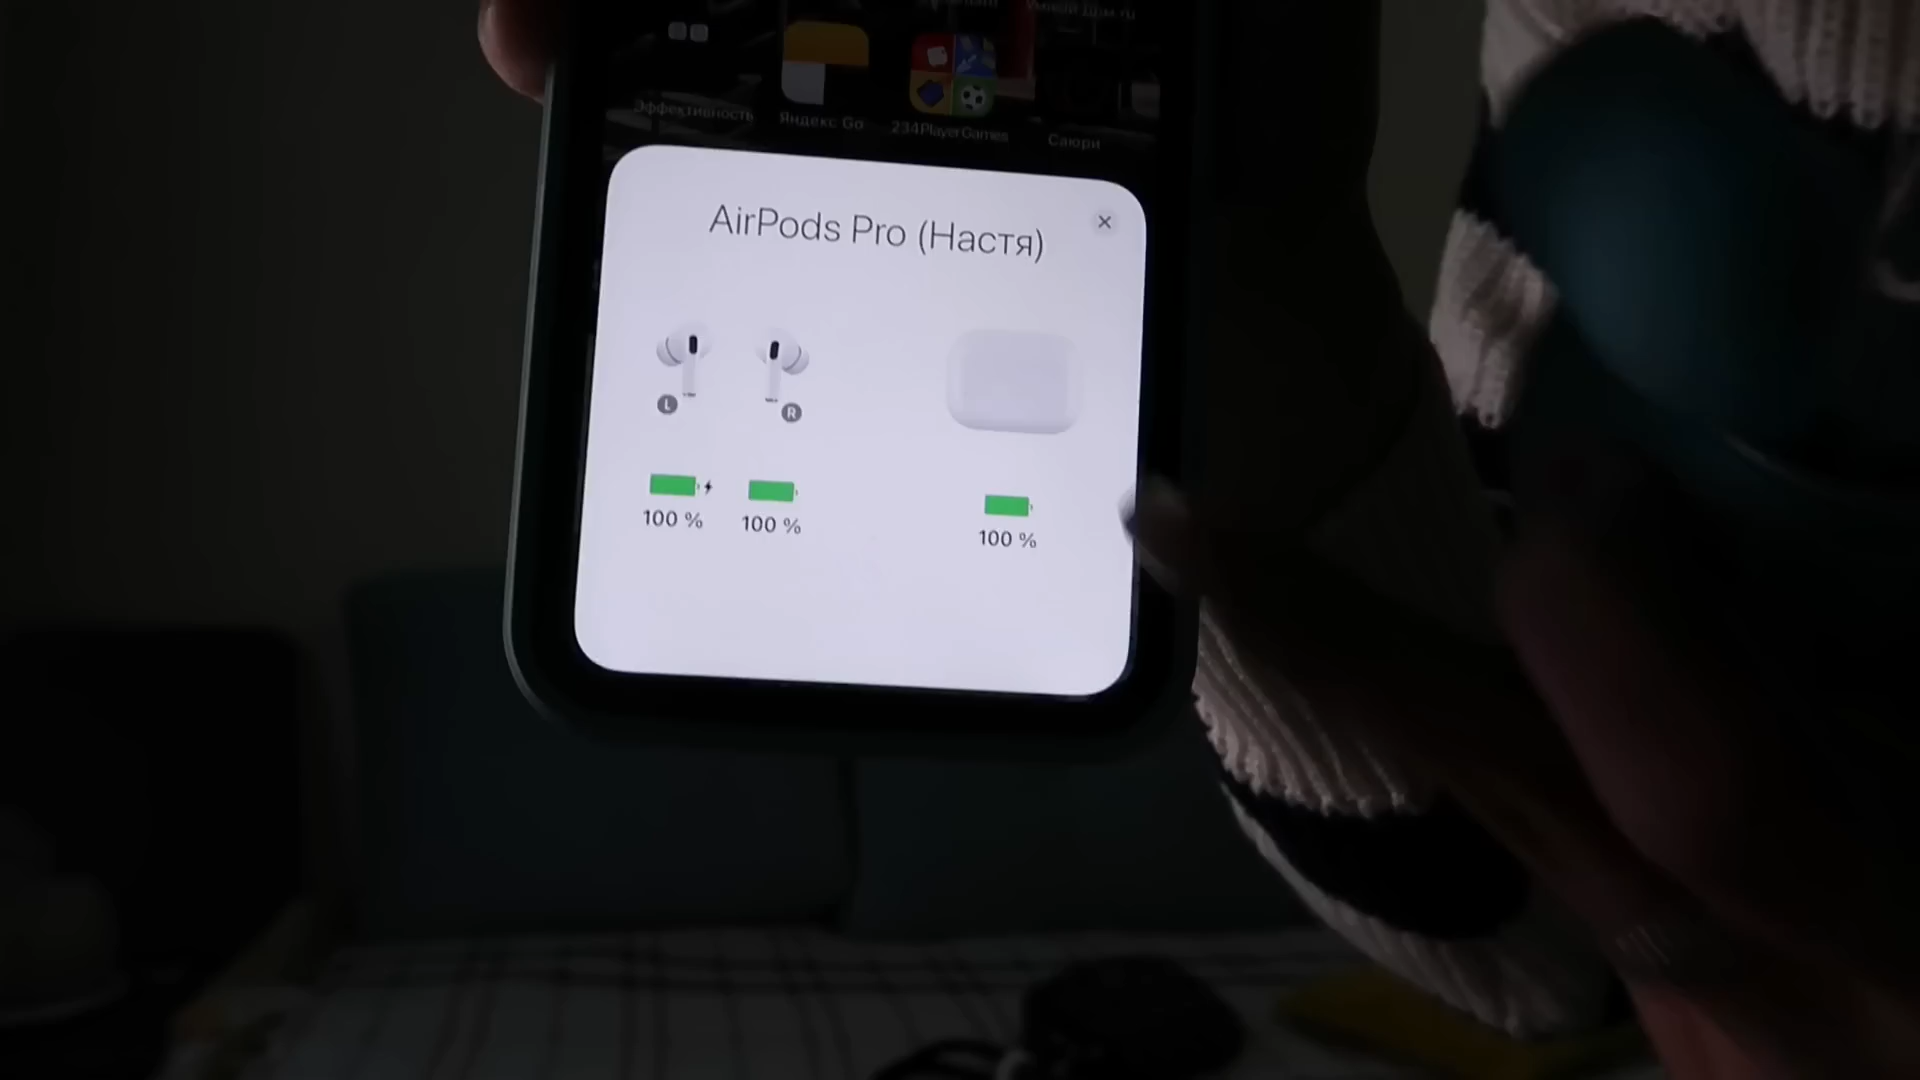 Эффективность
Яндекс Go
234PlayerGames
Саюри
AirPods Pro (Настя)
L
R
100 %
100 %
100 %